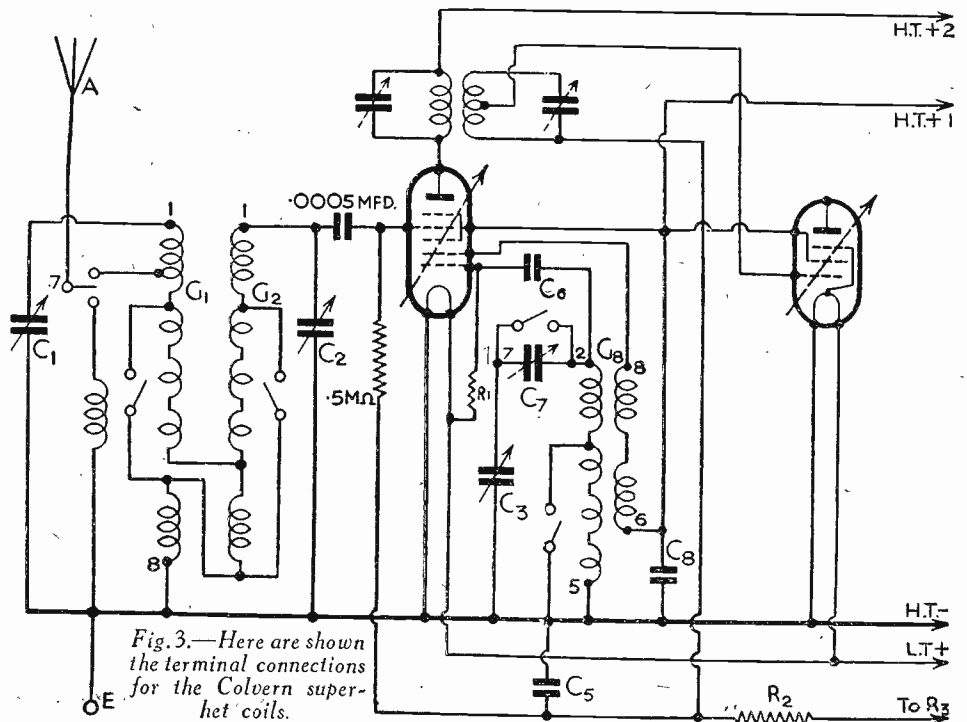 H.T.+2
A
H.T.+1
.0005 MFD.
1
1
7
G1
G2
C1
C2
C6
7
2
G8
8
C7
R1
.5MΩ
C3
6
8
5
C8
H.T.-
Fig. 3.—Here are shown
the terminal connections
for the Colvern super-
het coils.
L.T+
E
C5
R2
To R3